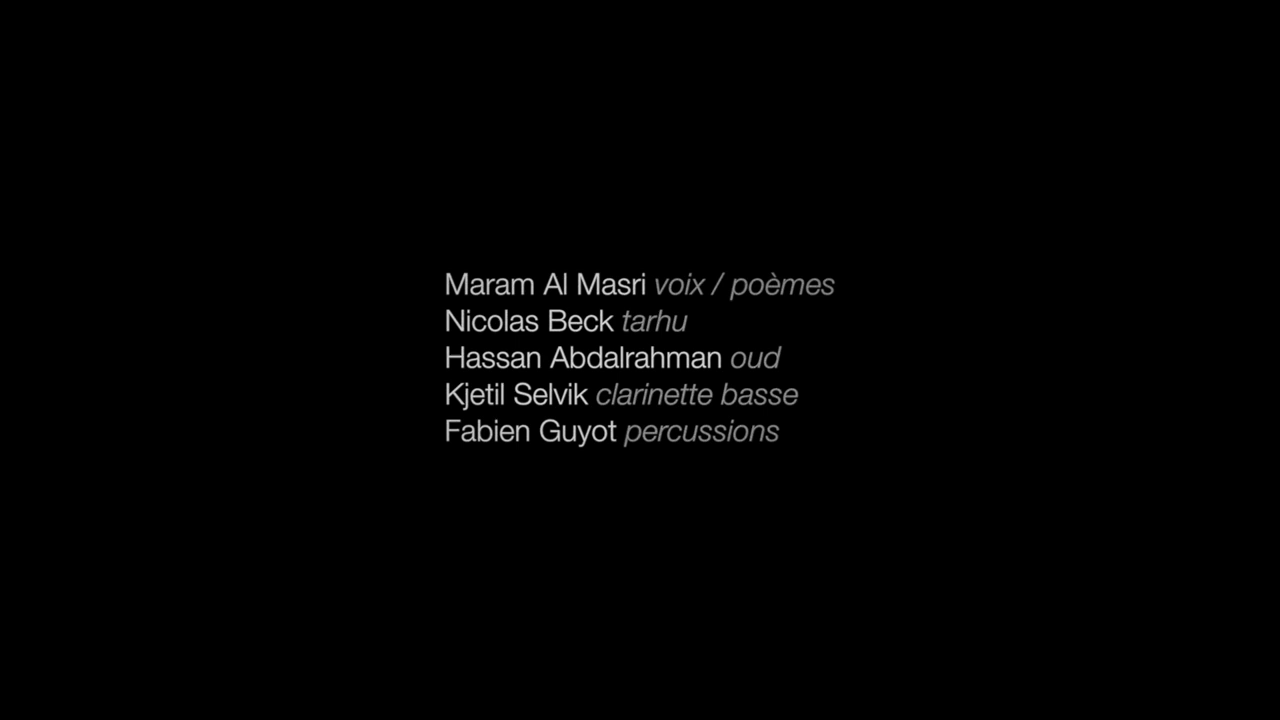 Maram Al Masri voix / poèmes
Nicolas Beck tarhu
Hassan Abdalrahman oud
Kjetil Selvik clarinette basse
Fabien Guyot percussions